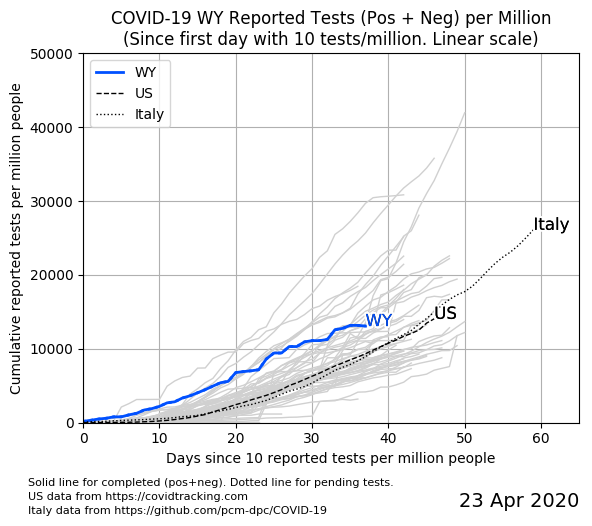 COVID-19 WY Reported Tests (Pos + Neg) per Million
(Since first day with 10 tests/million. Linear scale)
Cumulative reported tests per million people
50000
40000
30000
20000
10000
0
WY
US
Italy
Italy
US
WY
0 10 20 30 40 50 60
Days since 10 reported tests per million people
Solid line for completed (pos+neg). Dotted line for pending tests.
US data from https://covidtracking.com
Italy data from https://github.com/pcm-dpc/COVID-19
23 Apr 2020